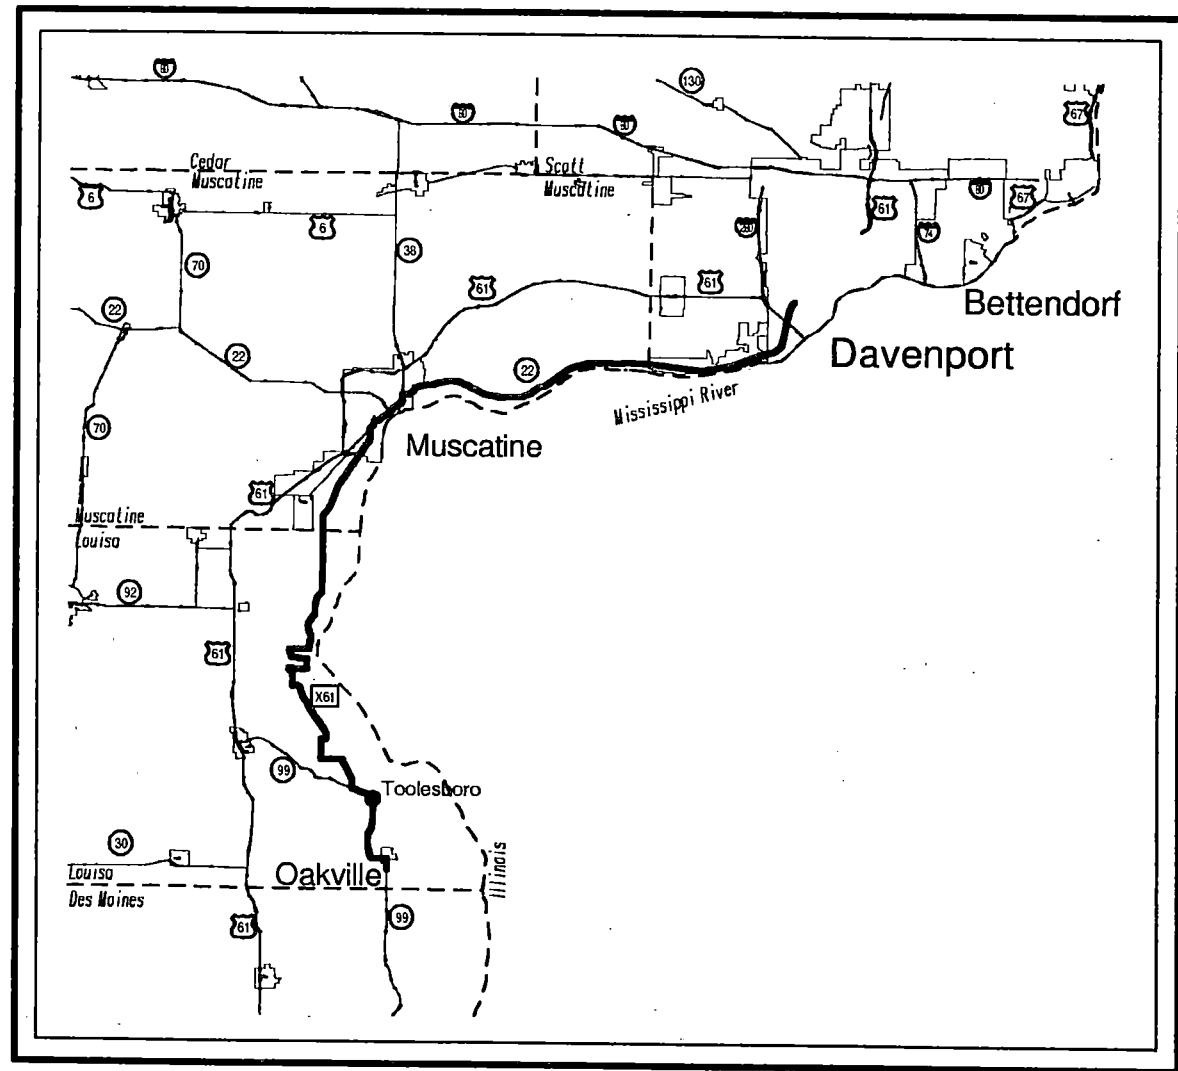 80
130
80
80
67
Cedar
Muscatine
Scott
Muscatine
6
80
67
61
6
280
74
38
70
61
61
22
Bettendorf
22
Davenport
22
Mississippi River
70
Muscatine
61
Muscatine
Louisa
92
61
X61
99
Toolesboro
30
Illinois
Louisa
Oakville
Des Moines
99
61